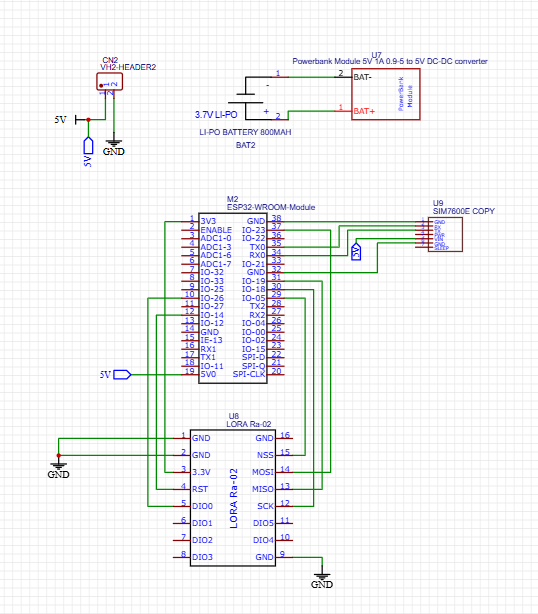 CN2
VH2-HEADER2
1 2
1 2
5V
5V
GND
3.7V LI-PO
1
-
+
2
LI-PO BATTERY 800MAH
BAT2
U7
Powerbank Module 5V 1A 0.9-5 to 5V DC-DC converter
2 BAT-
1 BAT+
PowerBank
Module
M2
ESP32-WROOM-Module
1 3V3 GND 38
2 ENABLE IO-23 37
3 ADC1-0 IO-22 36
4 ADC1-3 TX0 35
5 ADC1-6 RX0 34
6 ADC1-7 IO-21 33
7 IO-32 GND 32
8 IO-33 IO-19 31
9 IO-25 IO-18 30
10 IO-26 IO-05 29
11 IO-27 TX2 28
12 IO-14 RX2 27
13 IO-12 IO-04 26
14 GND IO-00 25
15 IE-13 IO-02 24
16 RX1 IO-15 23
17 TX1 SPI-D 22
18 IO-11 SPI-Q 21
19 5V0 SPI-CLK 20
5V
U9
SIM7600E COPY
GND
VIN
GND
SLEEP
5V
U8
LORA Ra-02
1 GND GND 16
2 GND NSS 15
3 3.3V MOSI 14
4 RST MISO 13
5 DIO0 SCK 12
6 DIO1 DIO5 11
7 DIO2 DIO4 10
8 DIO3 GND 9
LORA Ra-02
GND
GND